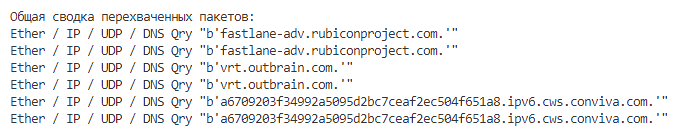 Общая сводка перехваченных пакетов:
Ether / IP / UDP / DNS Qry "b'fastlane-adv.rubiconproject.com.'"
Ether / IP / UDP / DNS Qry "b'fastlane-adv.rubiconproject.com.'"
Ether / IP / UDP / DNS Qry "b'vrt.outbrain.com.'"
Ether / IP / UDP / DNS Qry "b'vrt.outbrain.com.'"
Ether / IP / UDP / DNS Qry "b'a6709203f34992a5095d2bc7ceaf2ec504f651a8.ipv6.cws.conviva.com.'"
Ether / IP / UDP / DNS Qry "b'a6709203f34992a5095d2bc7ceaf2ec504f651a8.ipv6.cws.conviva.com.'"